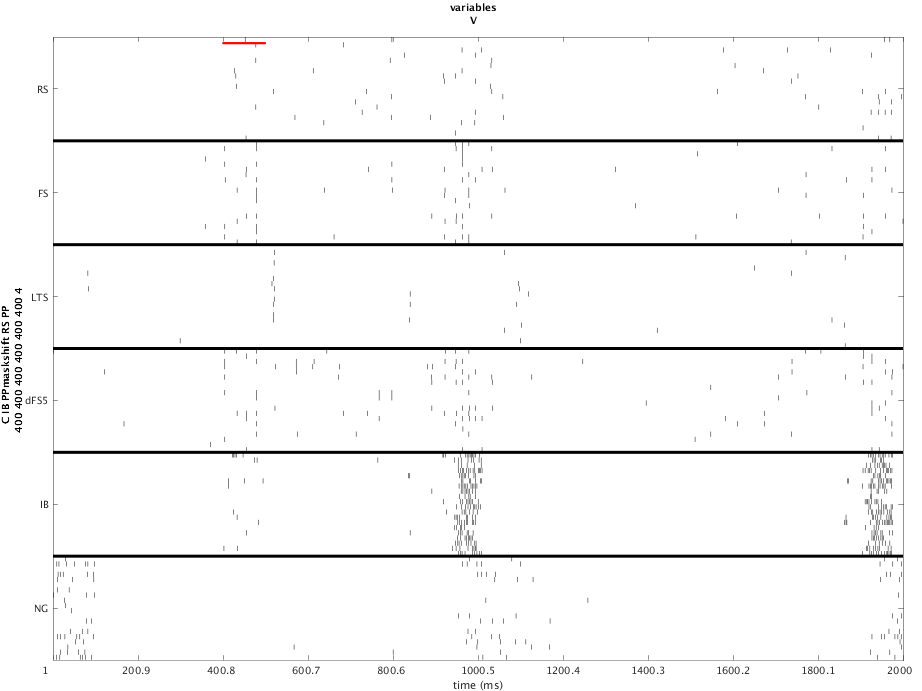 variables
V
RS
FS
LTS
dFS5
IB
NG
C IB PPmaskshift RS PP
400 400 400 400 400 400 4
1
200.9
400.8
600.7
800.6
1000.5
1200.4
1400.3
1600.2
1800.1
2000
time (ms)